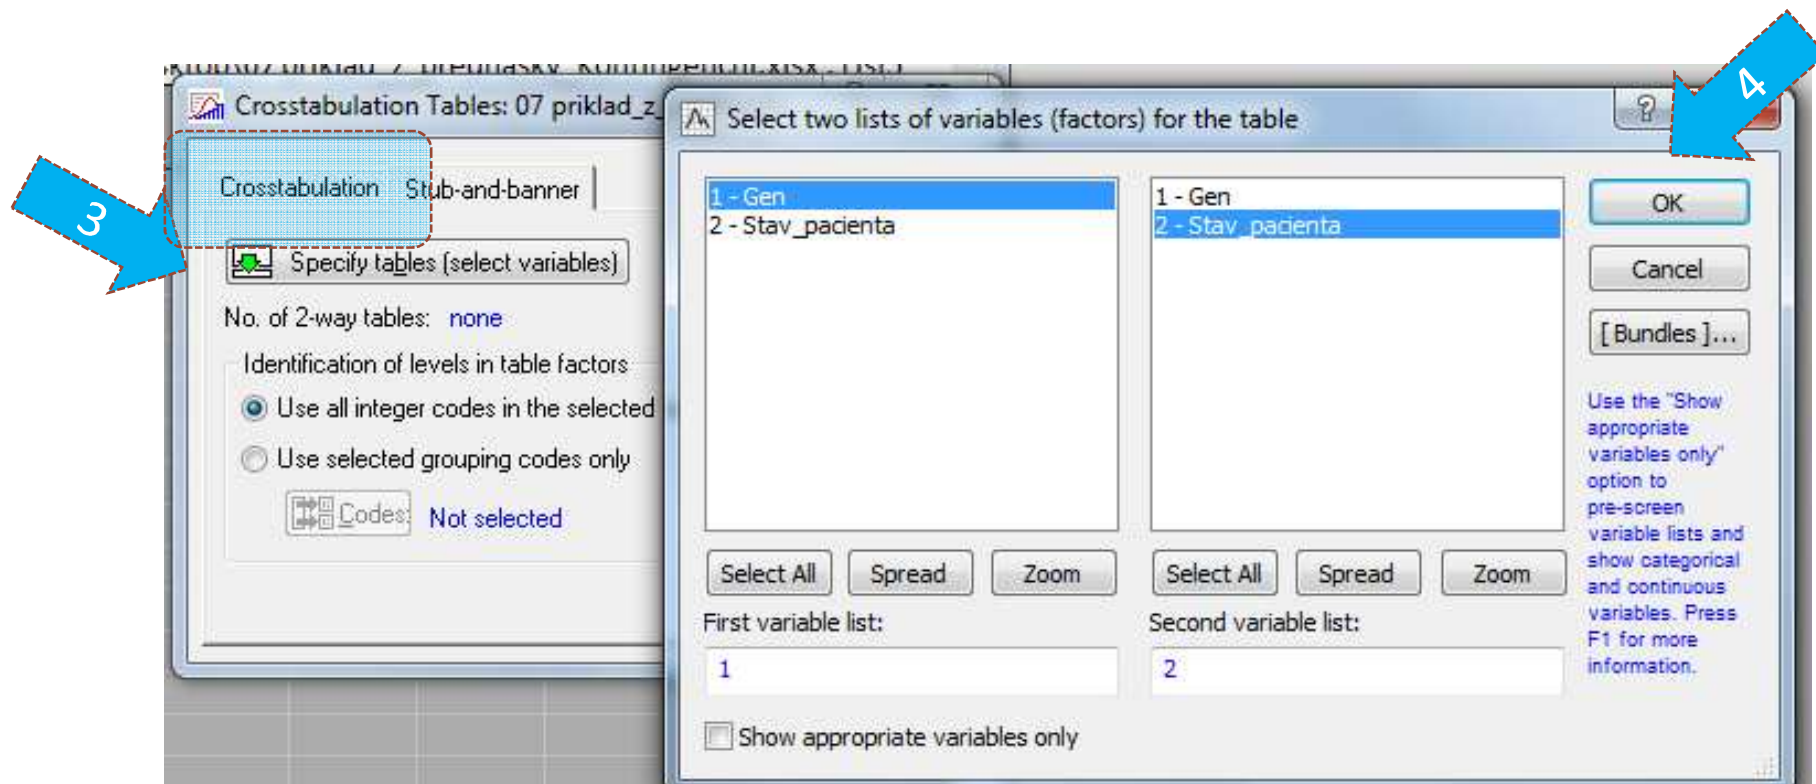 4
Crosstabulation Tables: 07 priklad_z_
Select two lists of variables (factors) for the table
?
3
Crosstabulation
Stub-and-banner
Specify tables (select variables)
No. of 2-way tables: none
Identification of levels in table factors
Use all integer codes in the selected
Use selected grouping codes only
Codes:
Not selected
1 - Gen
2 - Stav_pacienta
1 - Gen
2 - Stav_pacienta
Select All
Spread
Zoom
Select All
Spread
Zoom
First variable list:
Second variable list:
1
2
Show appropriate variables only
OK
Cancel
[ Bundles ]...
Use the "Show
appropriate
variables only"
option to
pre-screen
variable lists and
show categorical
and continuous
variables. Press
F1 for more
information.